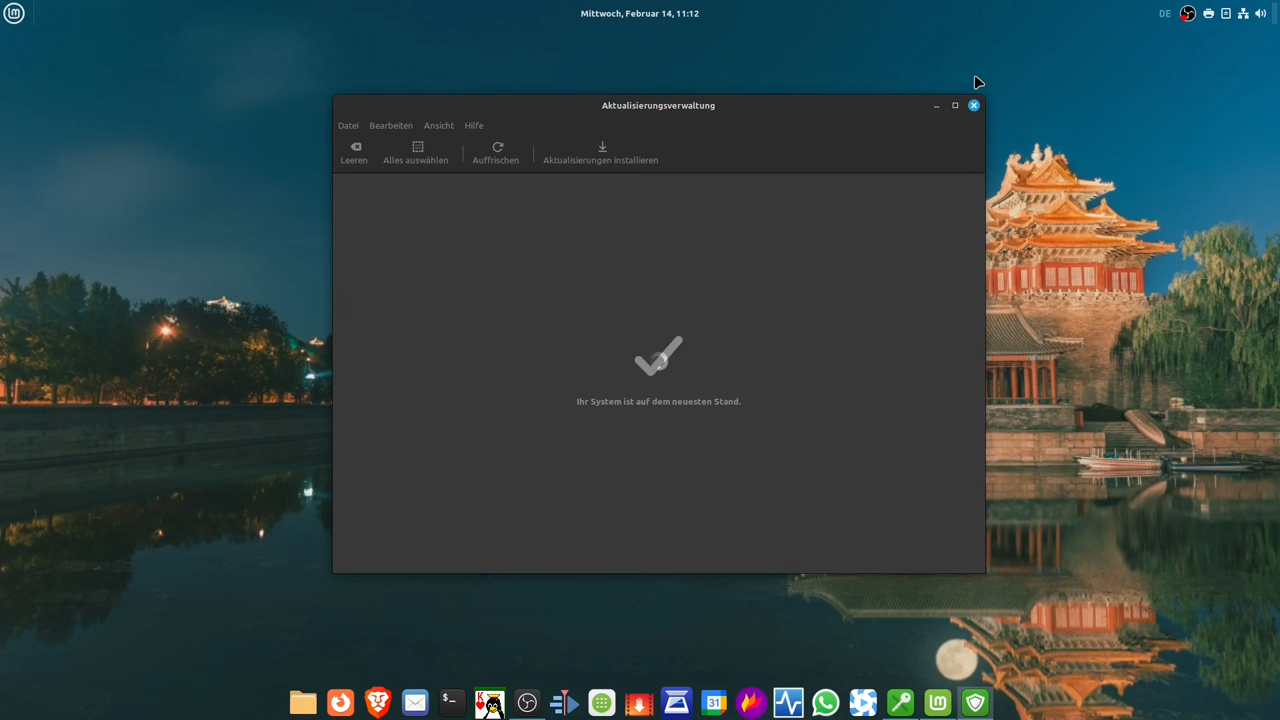 Mittwoch, Februar 14, 11:12
DE
Aktualisierungsverwaltung
Datei Bearbeiten Ansicht Hilfe
Leeren Alles auswählen Auffrischen Aktualisierungen installieren
Ihr System ist auf dem neuesten Stand.
31